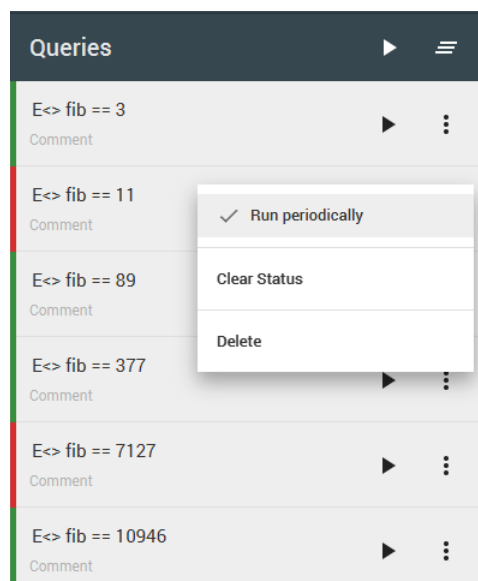 Queries
E<> fib == 3
Comment
E<> fib == 11
Comment
Run periodically
E<> fib == 89
Comment
Clear Status
Delete
E<> fib == 377
Comment
E<> fib == 7127
Comment
E<> fib == 10946
Comment